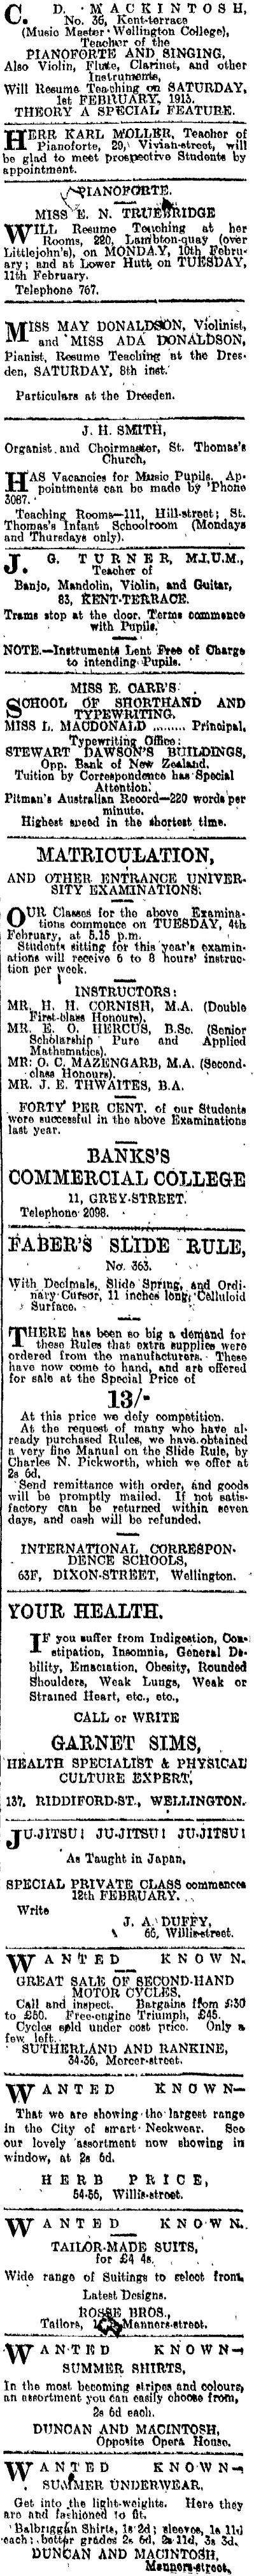 C. D. MACKINTOSH,
No. 36, Kent-terrace
(Music Master Wellington College),
Teacher of the
PIANOFORTE AND SINGING,
Also Violin, Flute, Clarinet, and other
Instruments,
Will Resume Teaching on SATURDAY,
1st FEBRUARY, 1913.
THEORY A SPECIAL FEATURE.
HERR KARL MOLLER, Teacher of
Pianoforte, 29, Vivian-street, will
be glad to meet prospective Students by
appointment.
PIANOFORTE.
MISS E. N. TRUEBRIDGE
WILL Resume Teaching at her
Rooms, 220, Lambton-quay (over
Littlejohn's), on MONDAY, 10th Febru-
ary; and at Lower Hutt, on TUESDAY,
11th February.
Telephone 767.
MISS MAY DONALDSON, Violinist,
and MISS ADA DONALDSON,
Pianist, Resume Teaching at the Dres-
den, SATURDAY, 8th inst.
Particulars at the Dresden.
J. H. SMITH,
Organist and Choirmaster, St. Thomas's
Church,
HAS Vacancies for Music Pupils. Ap-
pointments can be made by 'Phone
3087.
Teaching Rooms—111, Hill-street; St.
Thomas's Infant Schoolroom (Mondays
and Thursdays only).
J. G. TURNER, M.I.U.M.,
Teacher of
Banjo, Mandolin, Violin, and Guitar,
83, KENT-TERRACE.
Trams stop at the door. Terms commence
with Pupils.
NOTE.—Instruments Lent Free of Charge
to intending Pupils.
MISS E. CARR'S
SCHOOL OF SHORTHAND AND
TYPEWRITING.
MISS L. MACDONALD ....... Principal.
Typewriting Office:
STEWART DAWSON'S BUILDINGS,
Opp. Bank of New Zealand.
Tuition by Correspondence has Special
Attention.
Pitman's Australian Record—220 words per
minute.
Highest speed in the shortest time.
MATRICULATION,
AND OTHER ENTRANCE UNIVER-
SITY EXAMINATIONS.
OUR Classes for the above Examina-
tions commence on TUESDAY, 4th
February, at 5.15 p.m.
Students sitting for this year's examin-
ations will receive 6 to 8 hours' instruc-
tion per week.
INSTRUCTORS:
MR. H. H. CORNISH, M.A. (Double
First-class Honours).
MR. E. O. HERCUS, B.Sc. (Senior
Scholarship Pure and Applied
Mathematics).
MR. O. C. MAZENGARB, M.A. (Second-
class Honours).
MR. J. E. THWAITES, B.A.
FORTY PER CENT. of our Students
were successful in the above Examinations
last year.
BANKS'S
COMMERCIAL COLLEGE
11, GREY-STREET.
Telephone 2098.
FABER'S SLIDE RULE,
No. 363.
With Decimals, Slide Spring, and Ordi-
nary Cursor, 11 inches long, Celluloid
Surface.
THERE has been so big a demand for
these Rules that extra supplies were
ordered from the manufacturers. These
have now come to hand, and are offered
for sale at the Special Price of
13/-
At this price we defy competition.
At the request of many who have al-
ready purchased Rules, we have obtained
a very fine Manual on the Slide Rule, by
Charles N. Pickworth, which we offer at
2s 6d.
Send remittance with order, and goods
will be promptly mailed. If not satis-
factory can be returned within seven
days, and cash will be refunded.
INTERNATIONAL CORRESPON-
DENCE SCHOOLS,
63F, DIXON-STREET, Wellington.
YOUR HEALTH.
IF you suffer from Indigestion, Con-
stipation, Insomnia, General De-
bility, Emaciation, Obesity, Rounded
Shoulders, Weak Lungs, Weak or
Strained Heart, etc., etc.,
CALL or WRITE
GARNET SIMS,
HEALTH SPECIALIST & PHYSICAL
CULTURE EXPERT,
137, RIDDIFORD-ST., WELLINGTON.
JU-JITSU! JU-JITSU! JU-JITSU!
As Taught in Japan,
SPECIAL PRIVATE CLASS commences
12th FEBRUARY.
Write
J. A. DUFFY,
66, Willis-street.
WANTED KNOWN.
GREAT SALE OF SECOND-HAND
MOTOR CYCLES.
Call and inspect. Bargains from £30
to £50. Free-engine Triumph, £45.
Cycles sold under cost price. Only a
few left.
SUTHERLAND AND RANKINE,
34-36, Mercer-street.
WANTED KNOWN—
That we are showing the largest range
in the City of smart Neckwear. See
our lovely assortment now showing in
window, at 2s 6d.
HERB PRICE,
54-56, Willis-street.
WANTED KNOWN.
TAILOR-MADE SUITS,
for £4 4s.
Wide range of Suitings to select from.
Latest Designs.
ROSSE BROS.,
Tailors, Manners-street.
WANTED KNOWN—
SUMMER SHIRTS,
In the most becoming stripes and colours,
an assortment you can easily choose from,
2s 6d each.
DUNCAN AND MACINTOSH,
Opposite Opera House.
WANTED KNOWN—
SUMMER UNDERWEAR.
Get into the light-weights. Here they
are and fashioned to fit.
Balbriggan Shirts, 1s 2d; sleeves, 1s 11d
each; better grades 2s 6d, 2s 11d, 3s 3d.
DUNCAN AND MACINTOSH,
Manners-street.